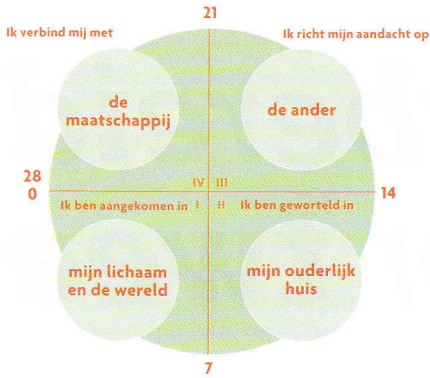 21
Ik verbind mij met
Ik richt mijn aandacht op
de
maatschappij
de ander
28
0
IV III
14
Ik ben aangekomen in I
II Ik ben geworteld in
mijn lichaam
en de wereld
mijn ouderlijk
huis
7